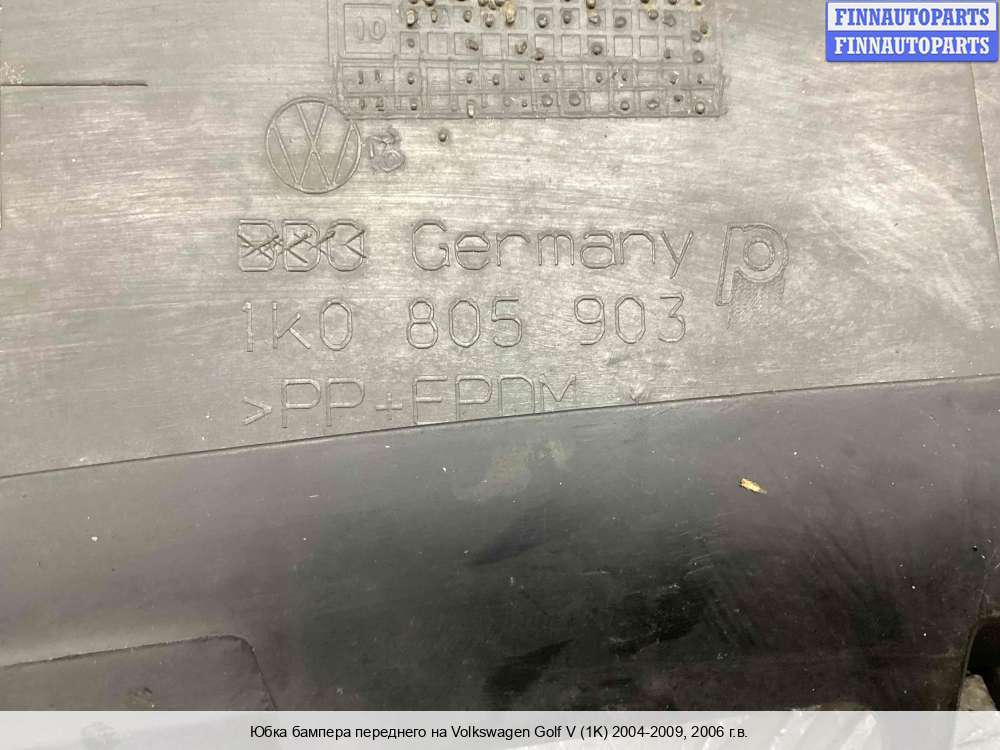 FINNAUTOPARTS
FINNAUTOPARTS
10
Germany
1K0 805 903
>PP+EPDM
Юбка бампера переднего на Volkswagen Golf V (1K) 2004-2009, 2006 г.в.